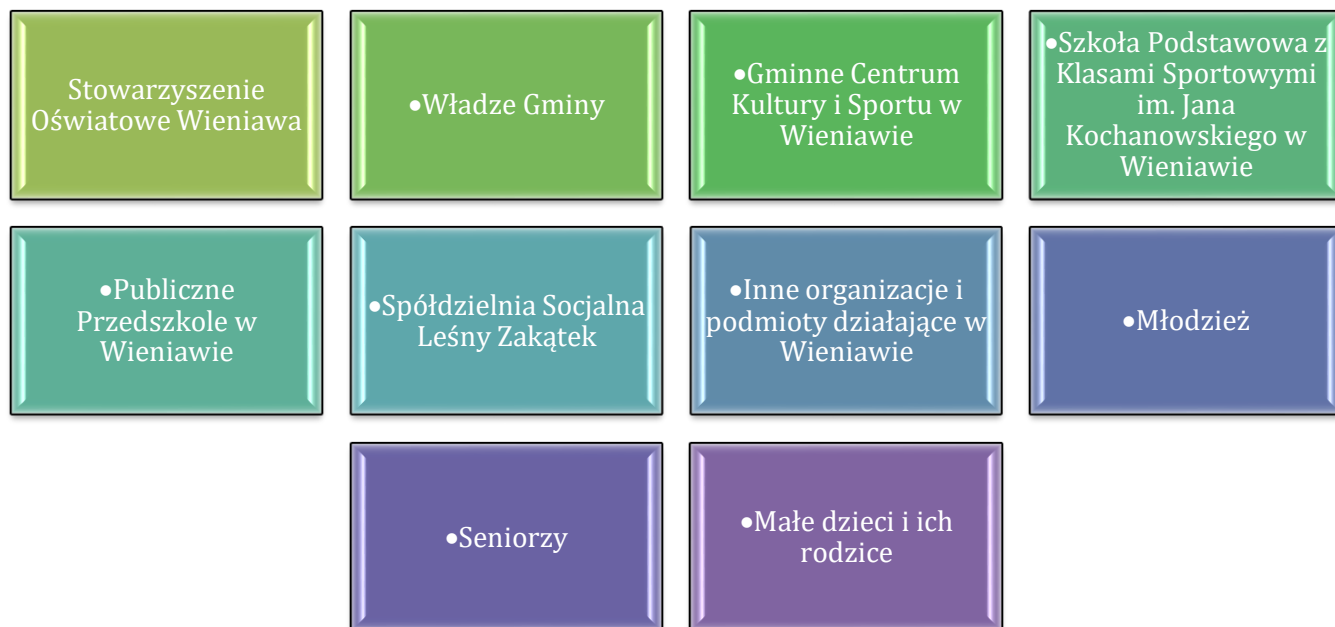 Stowarzyszenie
Oświatowe Wieniawa
•Władze Gminy
•Gminne Centrum
Kultury i Sportu w
Wieniawie
•Szkoła Podstawowa z
Klasami Sportowymi
im. Jana
Kochanowskiego w
Wieniawie
•Publiczne
Przedszkole w
Wieniawie
•Spółdzielnia Socjalna
Leśny Zakątek
•Inne organizacje i
podmioty działające w
Wieniawie
•Młodzież
•Seniorzy
•Małe dzieci i ich
rodzice